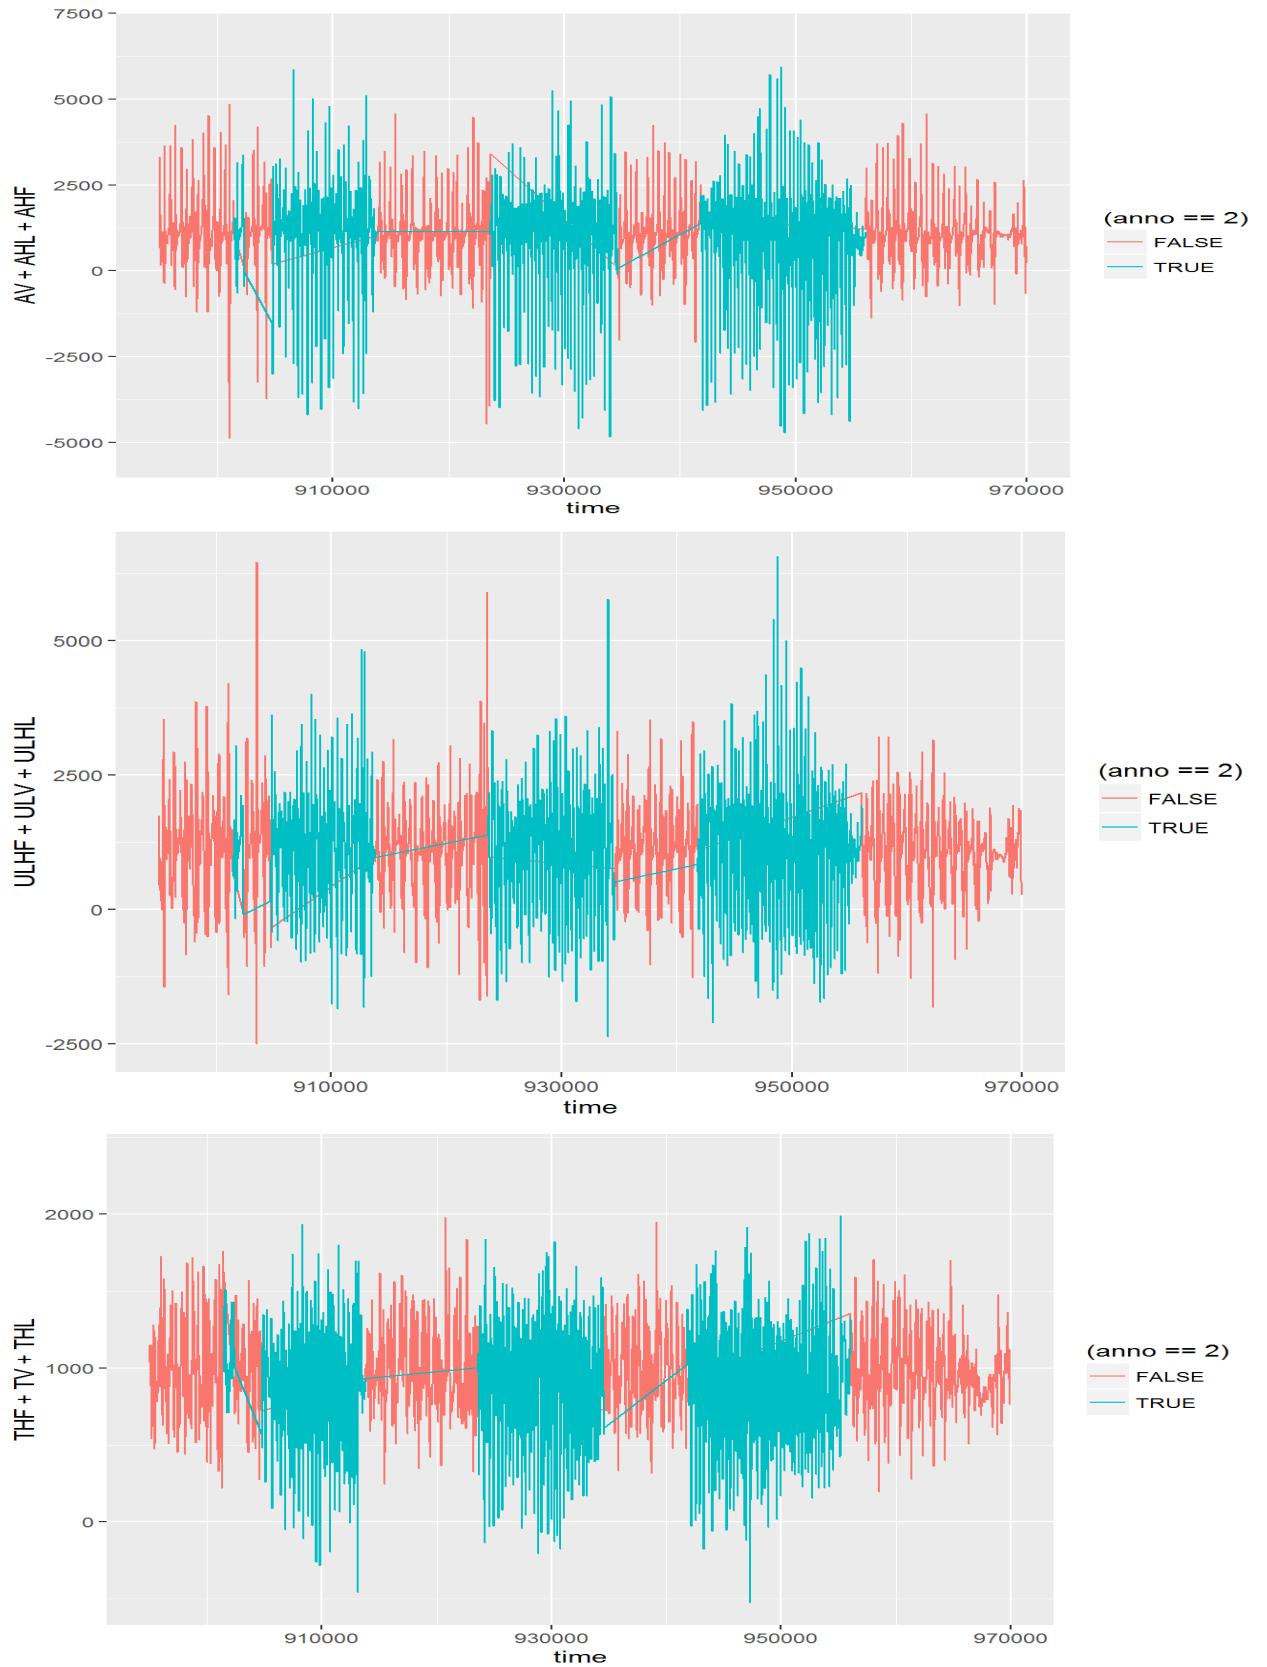 7500
5000
2500
0
-2500
-5000
AV + AHL + AHF
910000 930000 950000 970000
time
(anno == 2)
FALSE
TRUE
5000
2500
0
-2500
ULHF + ULV + ULHL
910000 930000 950000 970000
time
(anno == 2)
FALSE
TRUE
2000
1000
0
THF + TV + THL
910000 930000 950000 970000
time
(anno == 2)
FALSE
TRUE